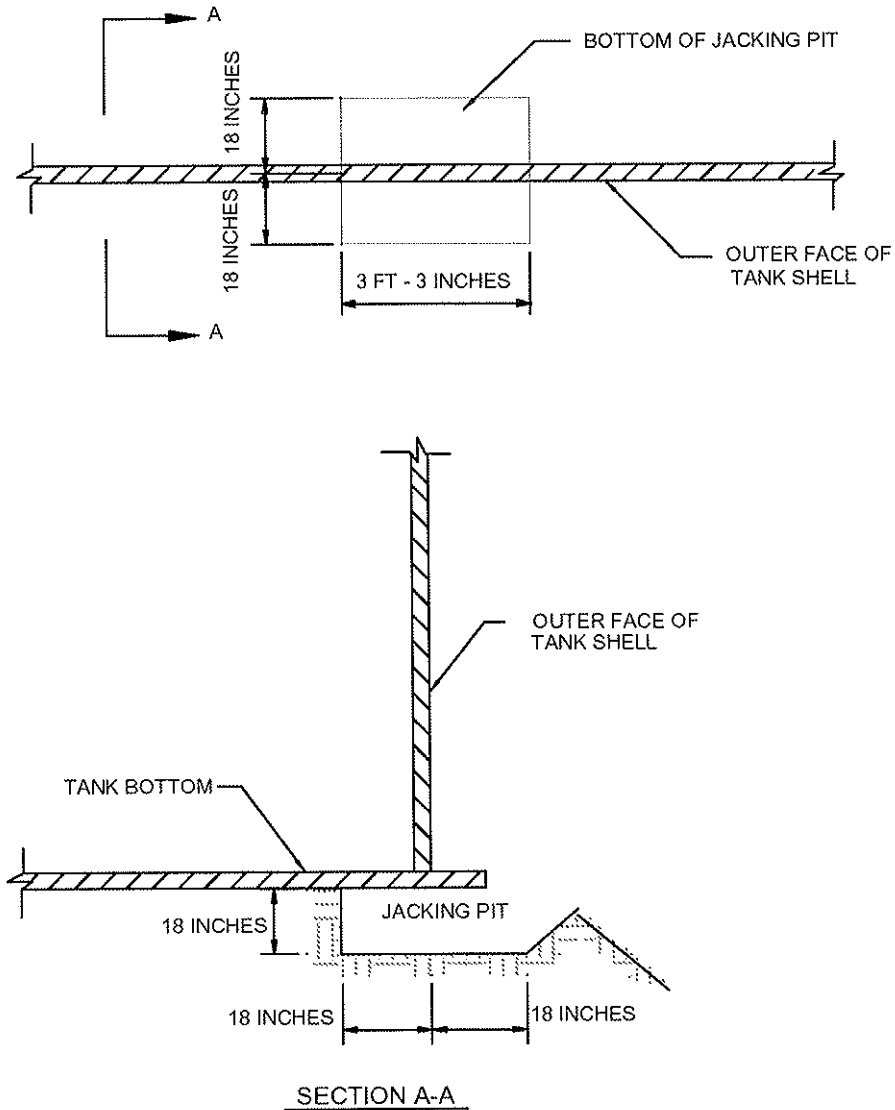 A
BOTTOM OF JACKING PIT
18 INCHES
18 INCHES
OUTER FACE OF
TANK SHELL
3 FT - 3 INCHES
A
OUTER FACE OF
TANK SHELL
TANK BOTTOM
18 INCHES
JACKING PIT
18 INCHES
18 INCHES
SECTION A-A